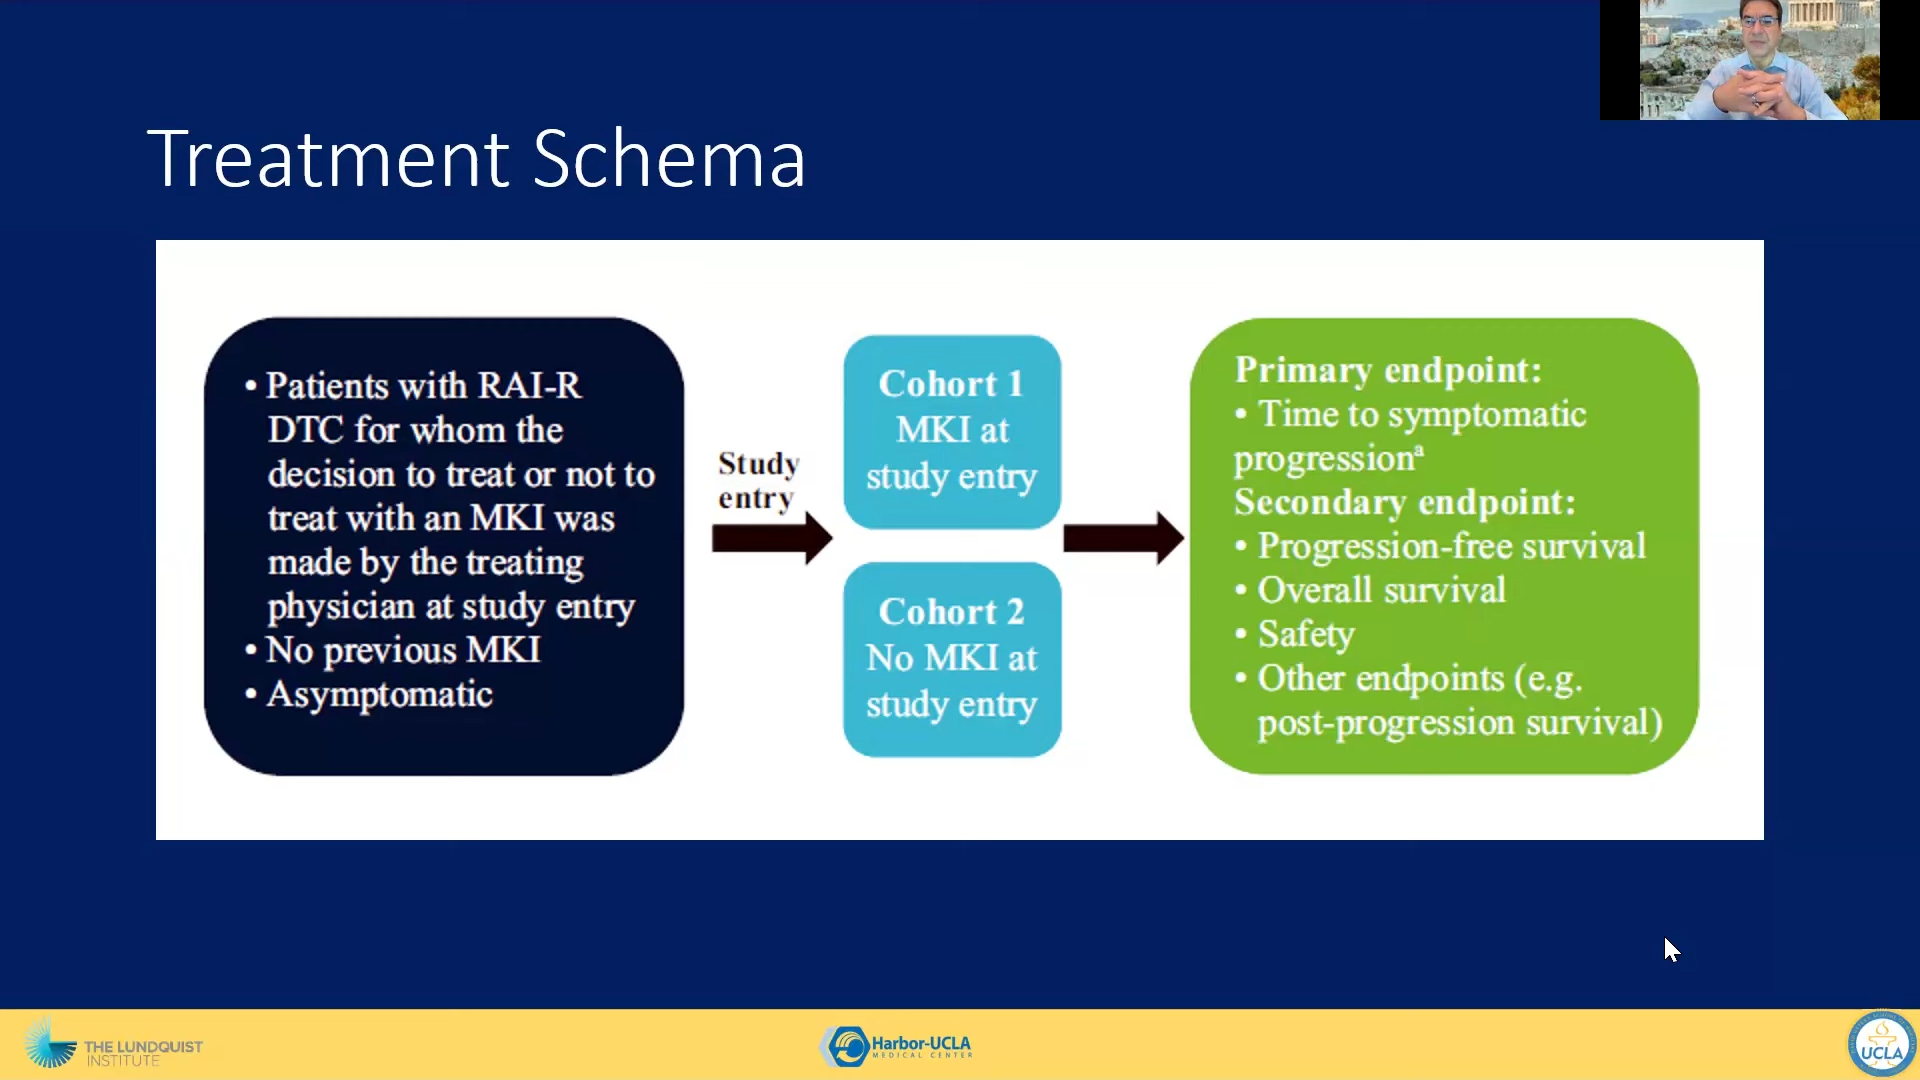 Treatment Schema
• Patients with RAI-R
DTC for whom the
decision to treat or not to
treat with an MKI was
made by the treating
physician at study entry
• No previous MKI
• Asymptomatic
Study
entry
Cohort 1
MKI at
study entry
Cohort 2
No MKI at
study entry
Primary endpoint:
• Time to symptomatic
progressionᵃ
Secondary endpoint:
• Progression-free survival
• Overall survival
• Safety
• Other endpoints (e.g.
post-progression survival)
THE LUNDQUIST
INSTITUTE
Harbor-UCLA
MEDICAL CENTER
UCLA